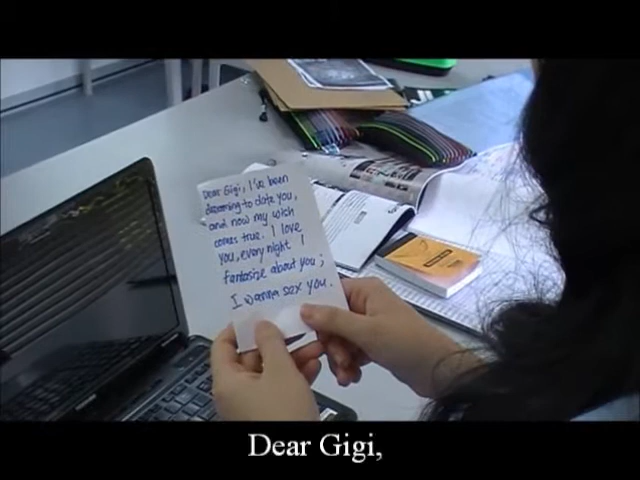 Dear Gigi, I've been
dreaming to date you,
and now my wish
comes true. I love
you, every night I
fantasize about you;
I wanna sex you.
Dear Gigi,